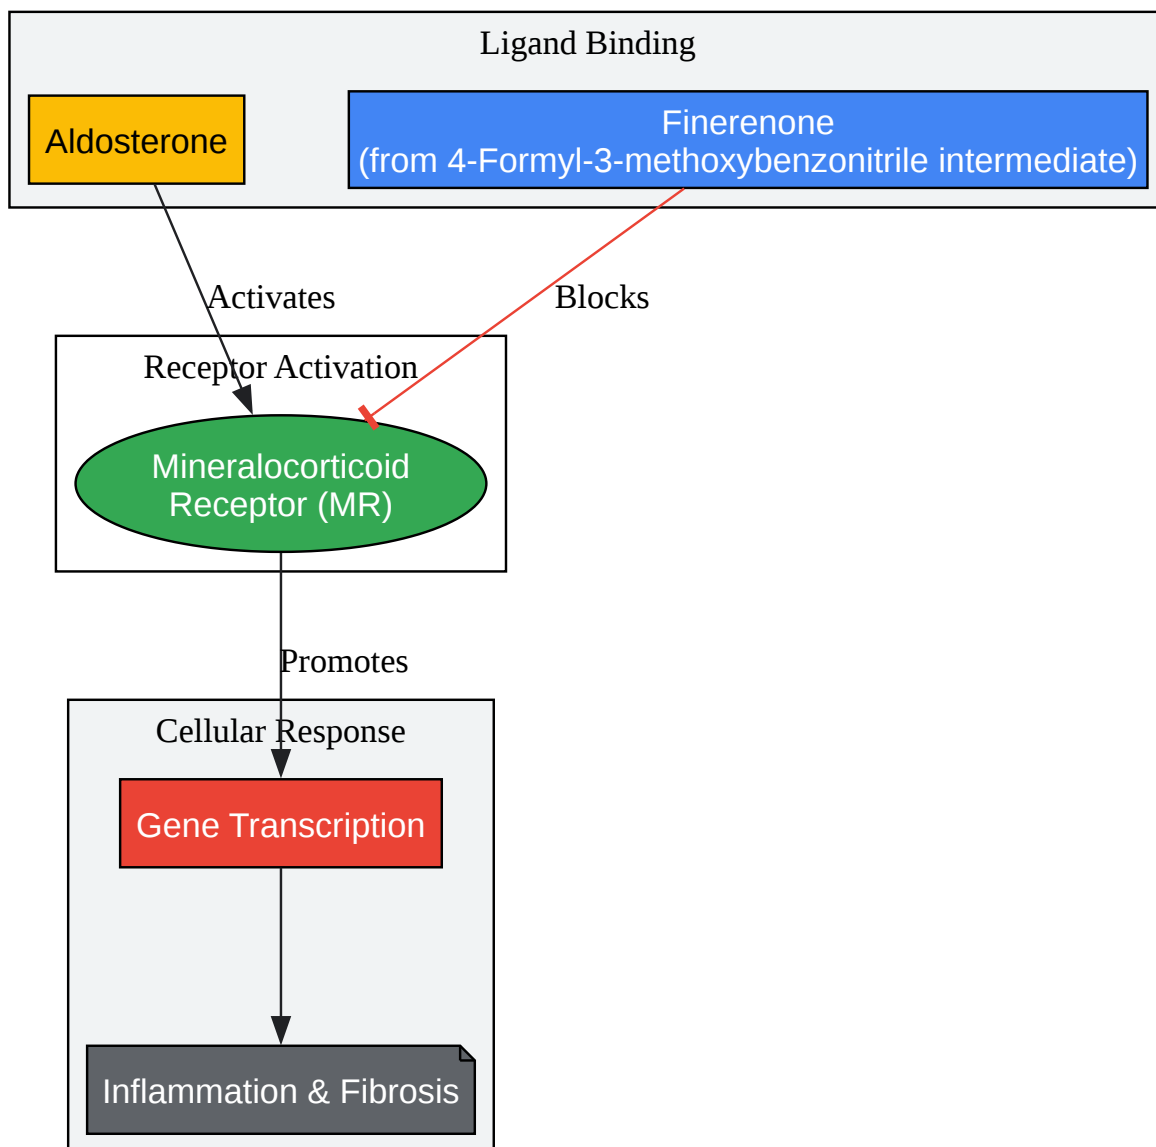 Ligand Binding
Aldosterone
Finerenone
(from 4-Formyl-3-methoxybenzonitrile intermediate)
Activates
Blocks
Receptor Activation
Mineralocorticoid
Receptor (MR)
Promotes
Cellular Response
Gene Transcription
Inflammation & Fibrosis